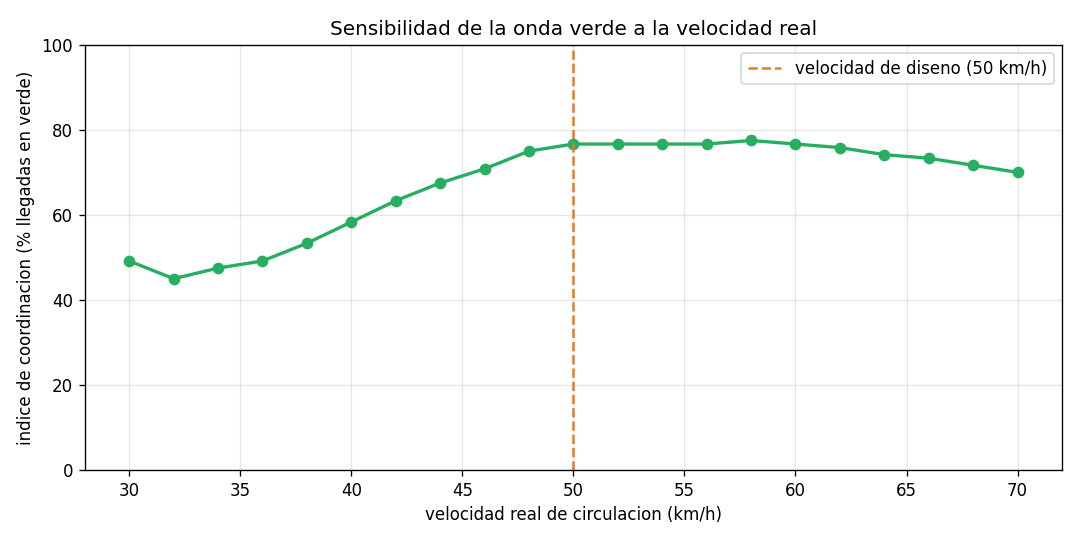 Sensibilidad de la onda verde a la velocidad real
velocidad de diseno (50 km/h)
indice de coordinacion (% llegadas en verde)
100
80
60
40
20
0
30 35 40 45 50 55 60 65 70
velocidad real de circulacion (km/h)